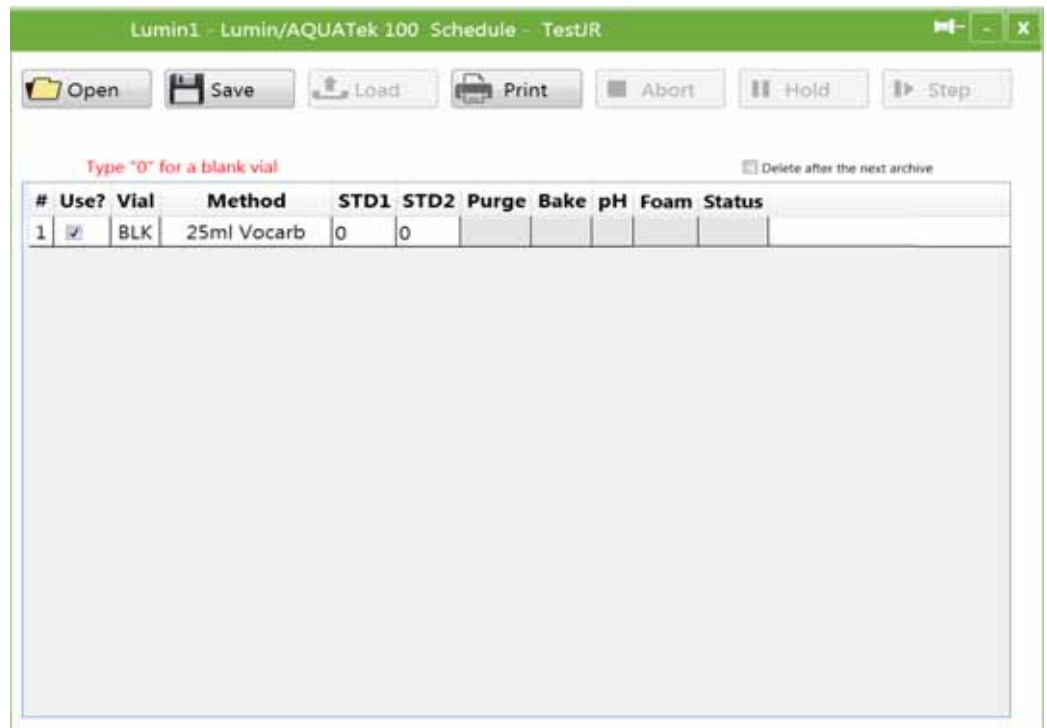 Lumin1 - Lumin/AQUATek 100 Schedule - TestJR - x
Open Save Load Print Abort Hold Step
Type "0" for a blank vial Delete after the next archive
# Use? Vial Method STD1 STD2 Purge Bake pH Foam Status
1 BLK 25ml Vocarb 0 0